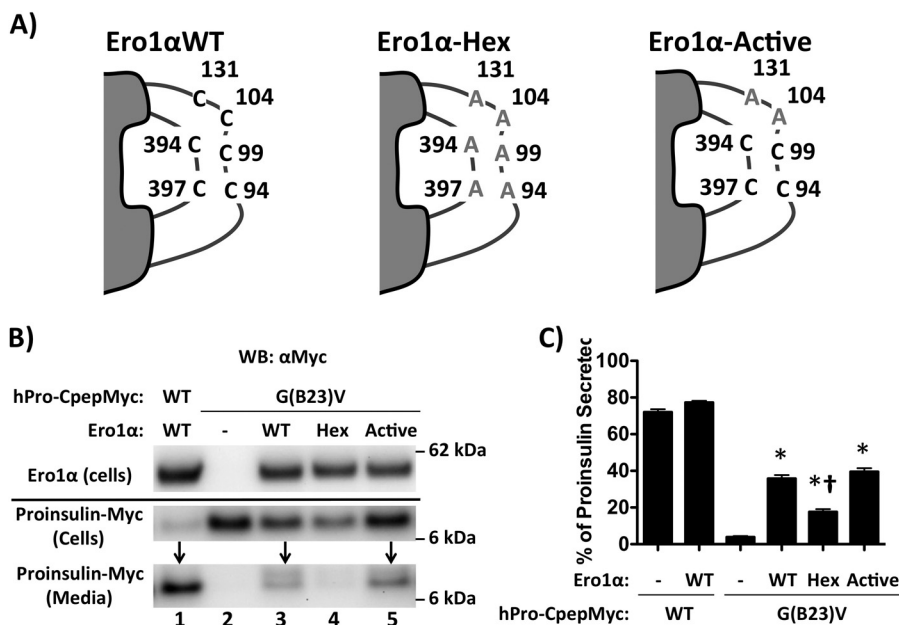 A)
Ero1αWT Ero1α-Hex Ero1α-Active
131 131 131
C 104 A 104 A 104
C A A
394 C C 99 394 A A 99 394 C C 99
397 C C 94 397 A A 94 397 C C 94
B)
WB: αMyc
hPro-CpepMyc: WT G(B23)V
Ero1α: WT - WT Hex Active
62 kDa
Ero1α (cells)
Proinsulin-Myc
(Cells)
6 kDa
Proinsulin-Myc
(Media)
6 kDa
1 2 3 4 5
C)
% of Proinsulin Secreted
100
80
60
40
20
0
* *† *
Ero1α: - WT - WT Hex Active
hPro-CpepMyc: WT G(B23)V